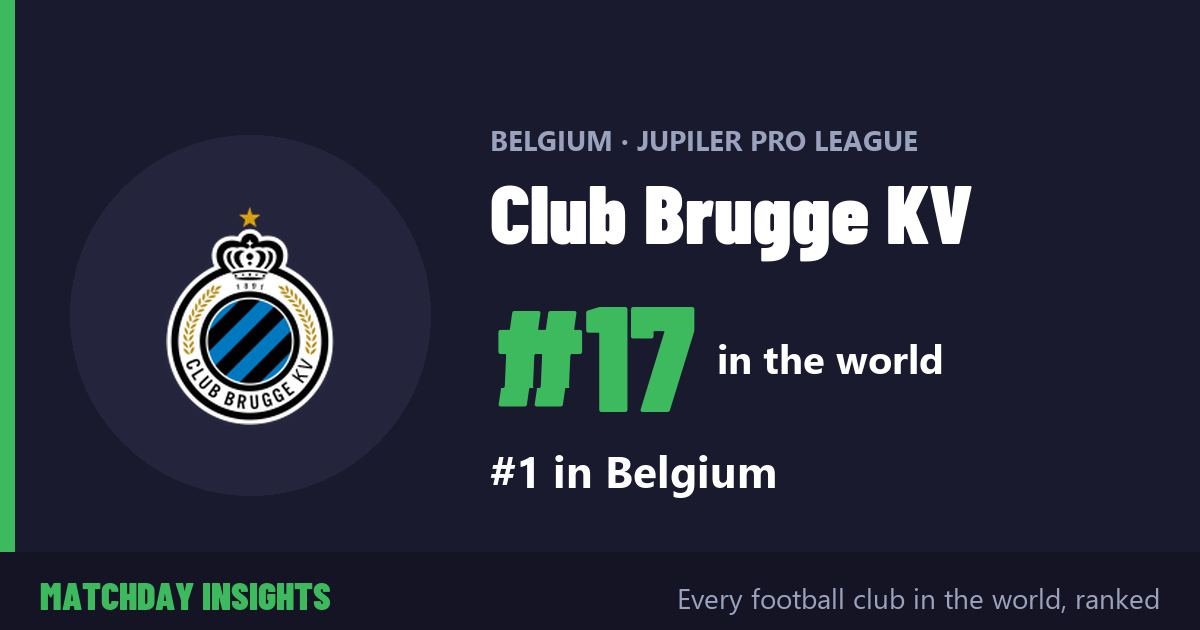 BELGIUM · JUPILER PRO LEAGUE
Club Brugge KV
#17 in the world
#1 in Belgium
1891
CLUB BRUGGE KV
MATCHDAY INSIGHTS
Every football club in the world, ranked